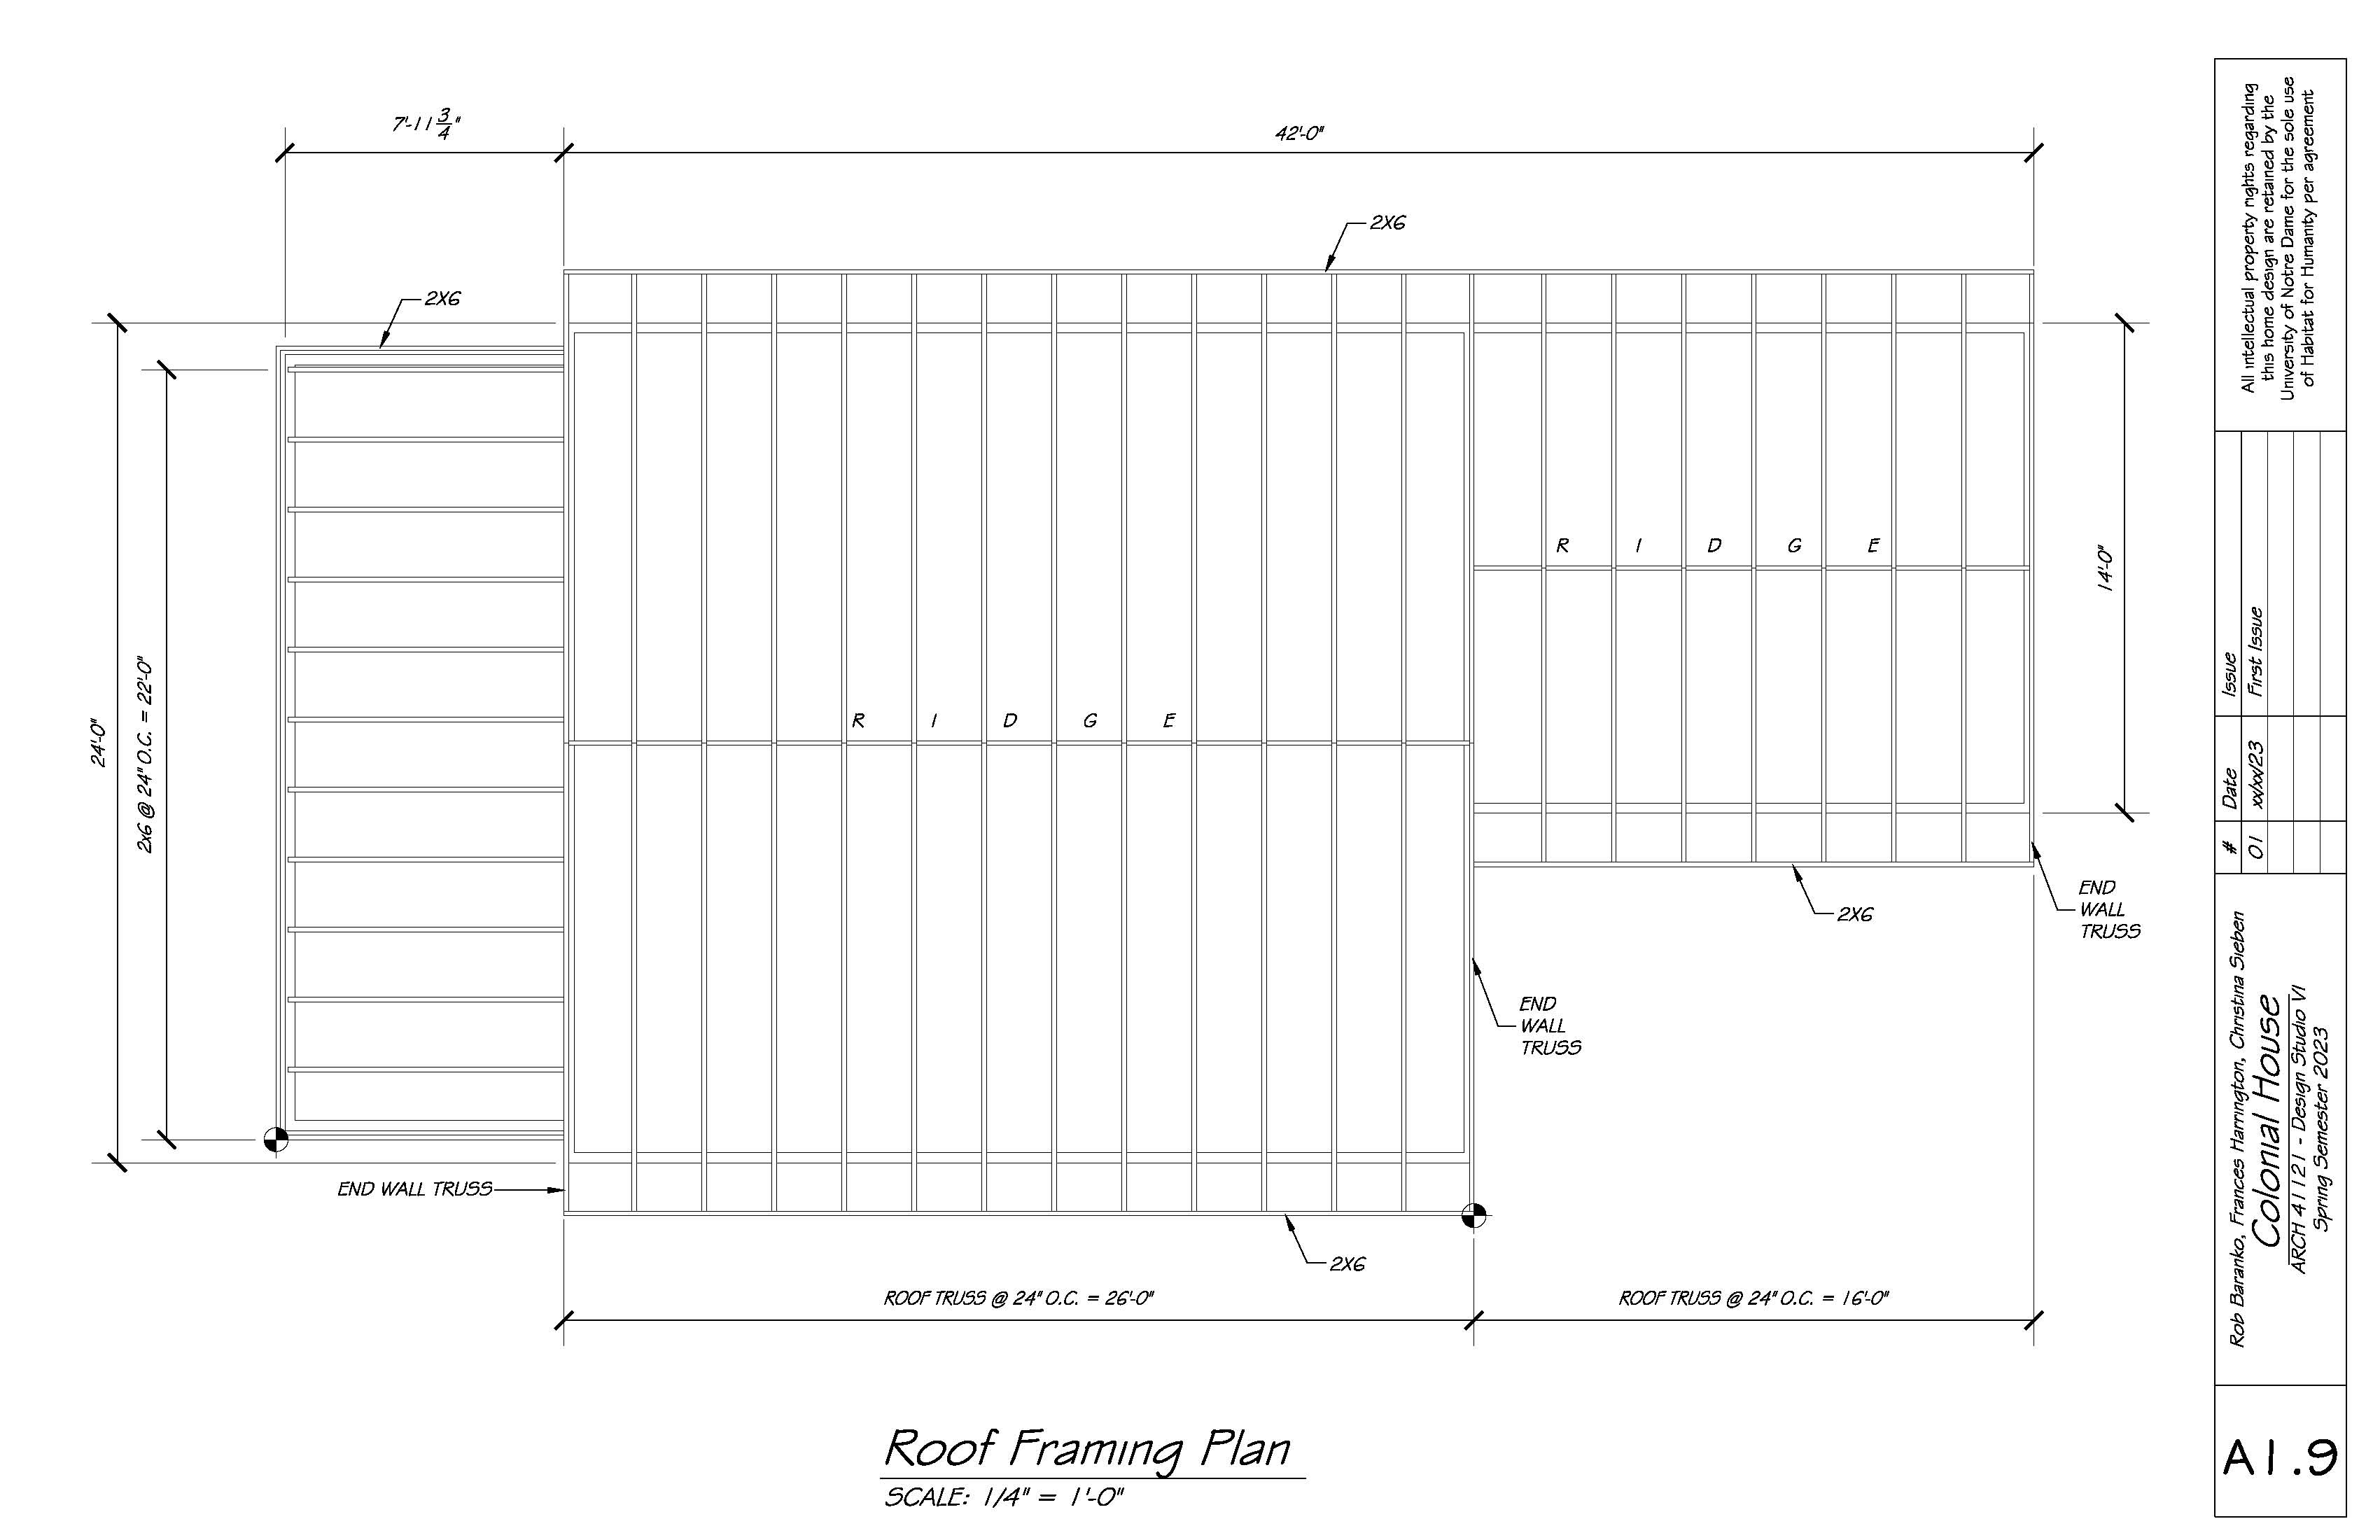 7'-11 3/4"
42'-0"
2X6
2X6
24'-0"
2x6 @ 24" O.C. = 22'-0"
R I D G E
R I D G E
14'-0"
2X6
END
WALL
TRUSS
END
WALL
TRUSS
END WALL TRUSS
2X6
ROOF TRUSS @ 24" O.C. = 26'-0"
ROOF TRUSS @ 24" O.C. = 16'-0"
Roof Framing Plan
SCALE: 1/4" = 1'-0"
All intellectual property rights regarding
this home design are retained by the
University of Notre Dame for the sole use
of Habitat for Humanity per agreement
# Date Issue
01 xx/xx/23 First Issue
Rob Baranko, Frances Harrington, Christina Sieben
Colonial House
ARCH 41121 - Design Studio VI
Spring Semester 2023
A1.9